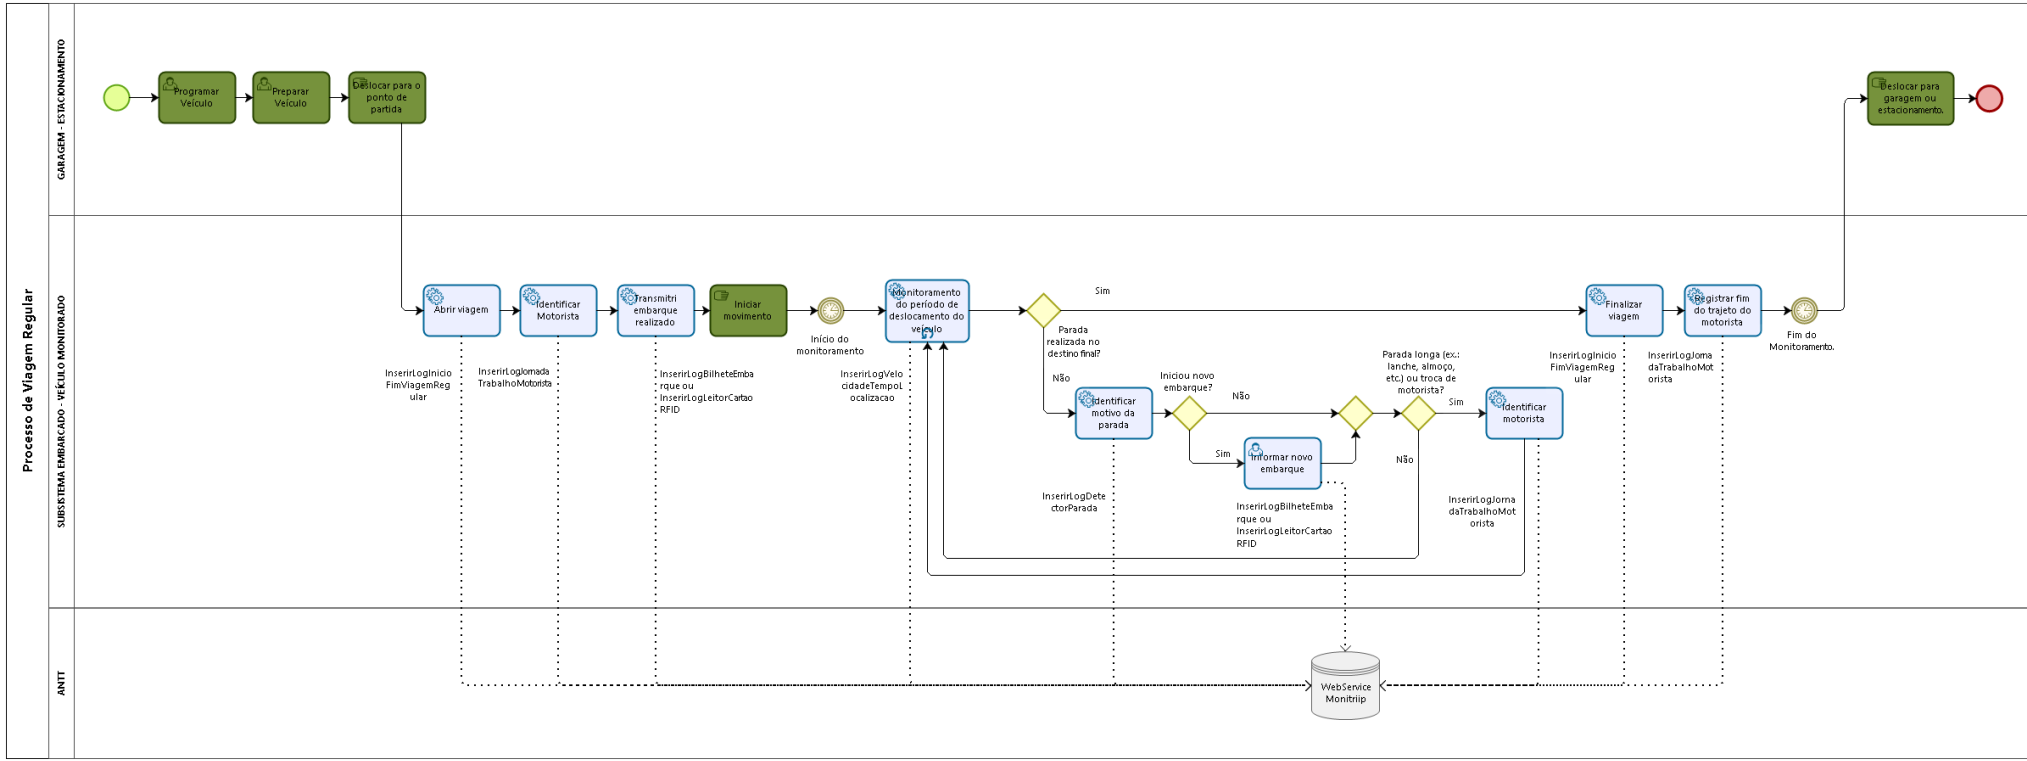 Processo de Viagem Regular
GARAGEM - ESTACIONAMENTO
Programar
Veículo
Preparar
Veículo
Deslocar para o
ponto de
partida
Deslocar para
garagem ou
estacionamento.
SUBSISTEMA EMBARCADO - VEÍCULO MONITORADO
Abrir viagem
Identificar
Motorista
Transmitri
embarque
realizado
Iniciar
movimento
Início do
monitoramento
Monitoramento
do período de
deslocamento do
veículo
Parada
realizada no
destino final?
Sim
Não
Finalizar
viagem
Registrar fim
do trajeto do
motorista
Fim do
Monitoramento.
InserirLogInicio
FimViagemReg
ular
InserirLogJornada
TrabalhoMotorista
InserirLogBilheteEmba
rque ou
InserirLogLeitorCartao
RFID
InserirLogVelo
cidadeTempoL
ocalizacao
Identificar
motivo da
parada
Iniciou novo
embarque?
Não
Sim
Informar novo
embarque
Parada longa (ex.:
lanche, almoço,
etc.) ou troca de
motorista?
Sim
Não
Identificar
motorista
InserirLogInicio
FimViagemReg
ular
InserirLogJorna
daTrabalhoMot
orista
InserirLogDete
ctorParada
InserirLogBilheteEmba
rque ou
InserirLogLeitorCartao
RFID
InserirLogJorna
daTrabalhoMot
orista
ANTT
WebService
Monitriip